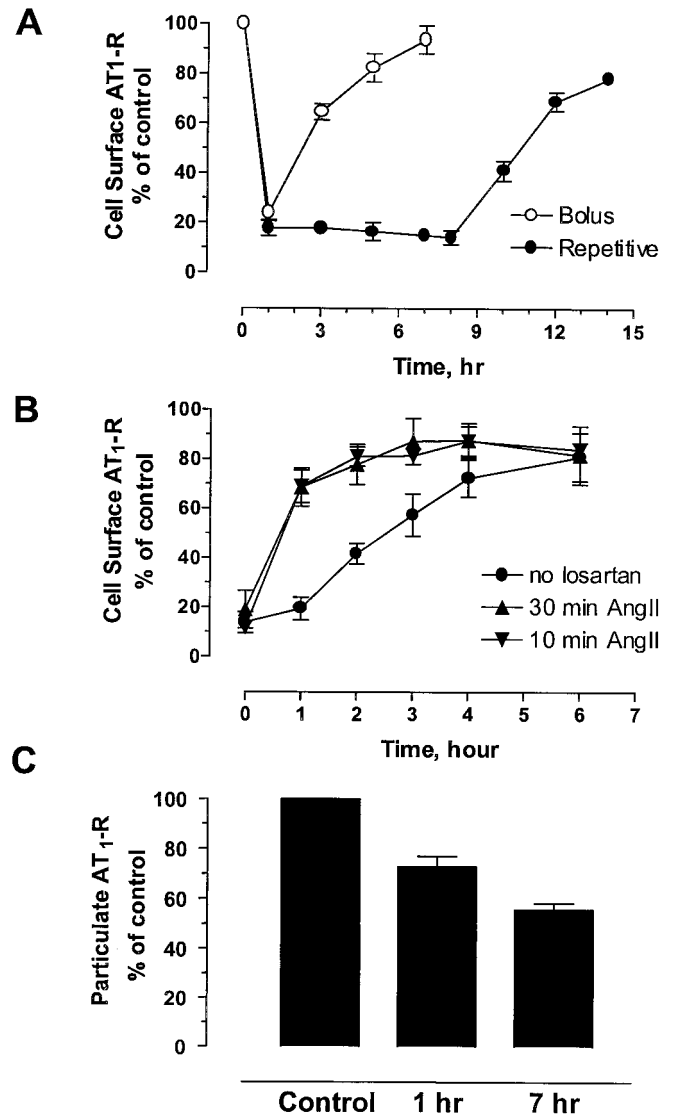 A
Cell Surface AT1-R
% of control
100
80
60
40
20
0
Bolus
Repetitive
0 3 6 9 12 15
Time, hr
B
Cell Surface AT1-R
% of control
100
80
60
40
20
0
no losartan
30 min AngII
10 min AngII
0 1 2 3 4 5 6 7
Time, hour
C
Particulate AT1-R
% of control
100
80
60
40
20
0
Control 1 hr 7 hr